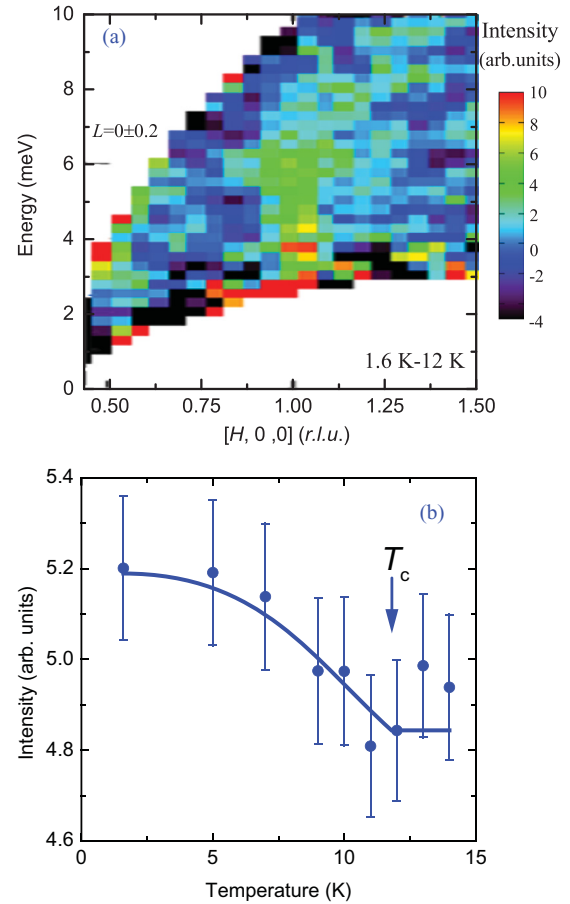 (a)
Intensity
(arb.units)
L=0±0.2
1.6 K-12 K
Energy (meV)
10
8
6
4
2
0
0.50
0.75
1.00
1.25
1.50
[H, 0 ,0] (r.l.u.)
10
8
6
4
2
0
-2
-4
(b)
Tc
Intensity (arb. units)
5.4
5.2
5.0
4.8
4.6
0
5
10
15
Temperature (K)